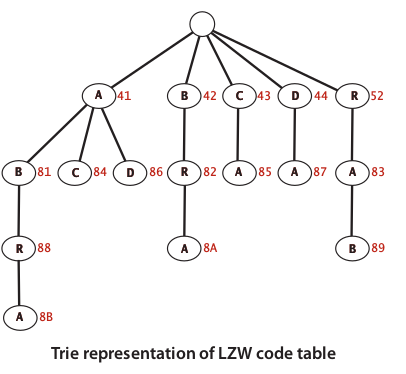 A 41 B 42 C 43 D 44 R 52
B 81 C 84 D 86 R 82 A 85 A 87 A 83
R 88 A 8A B 89
A 8B
Trie representation of LZW code table